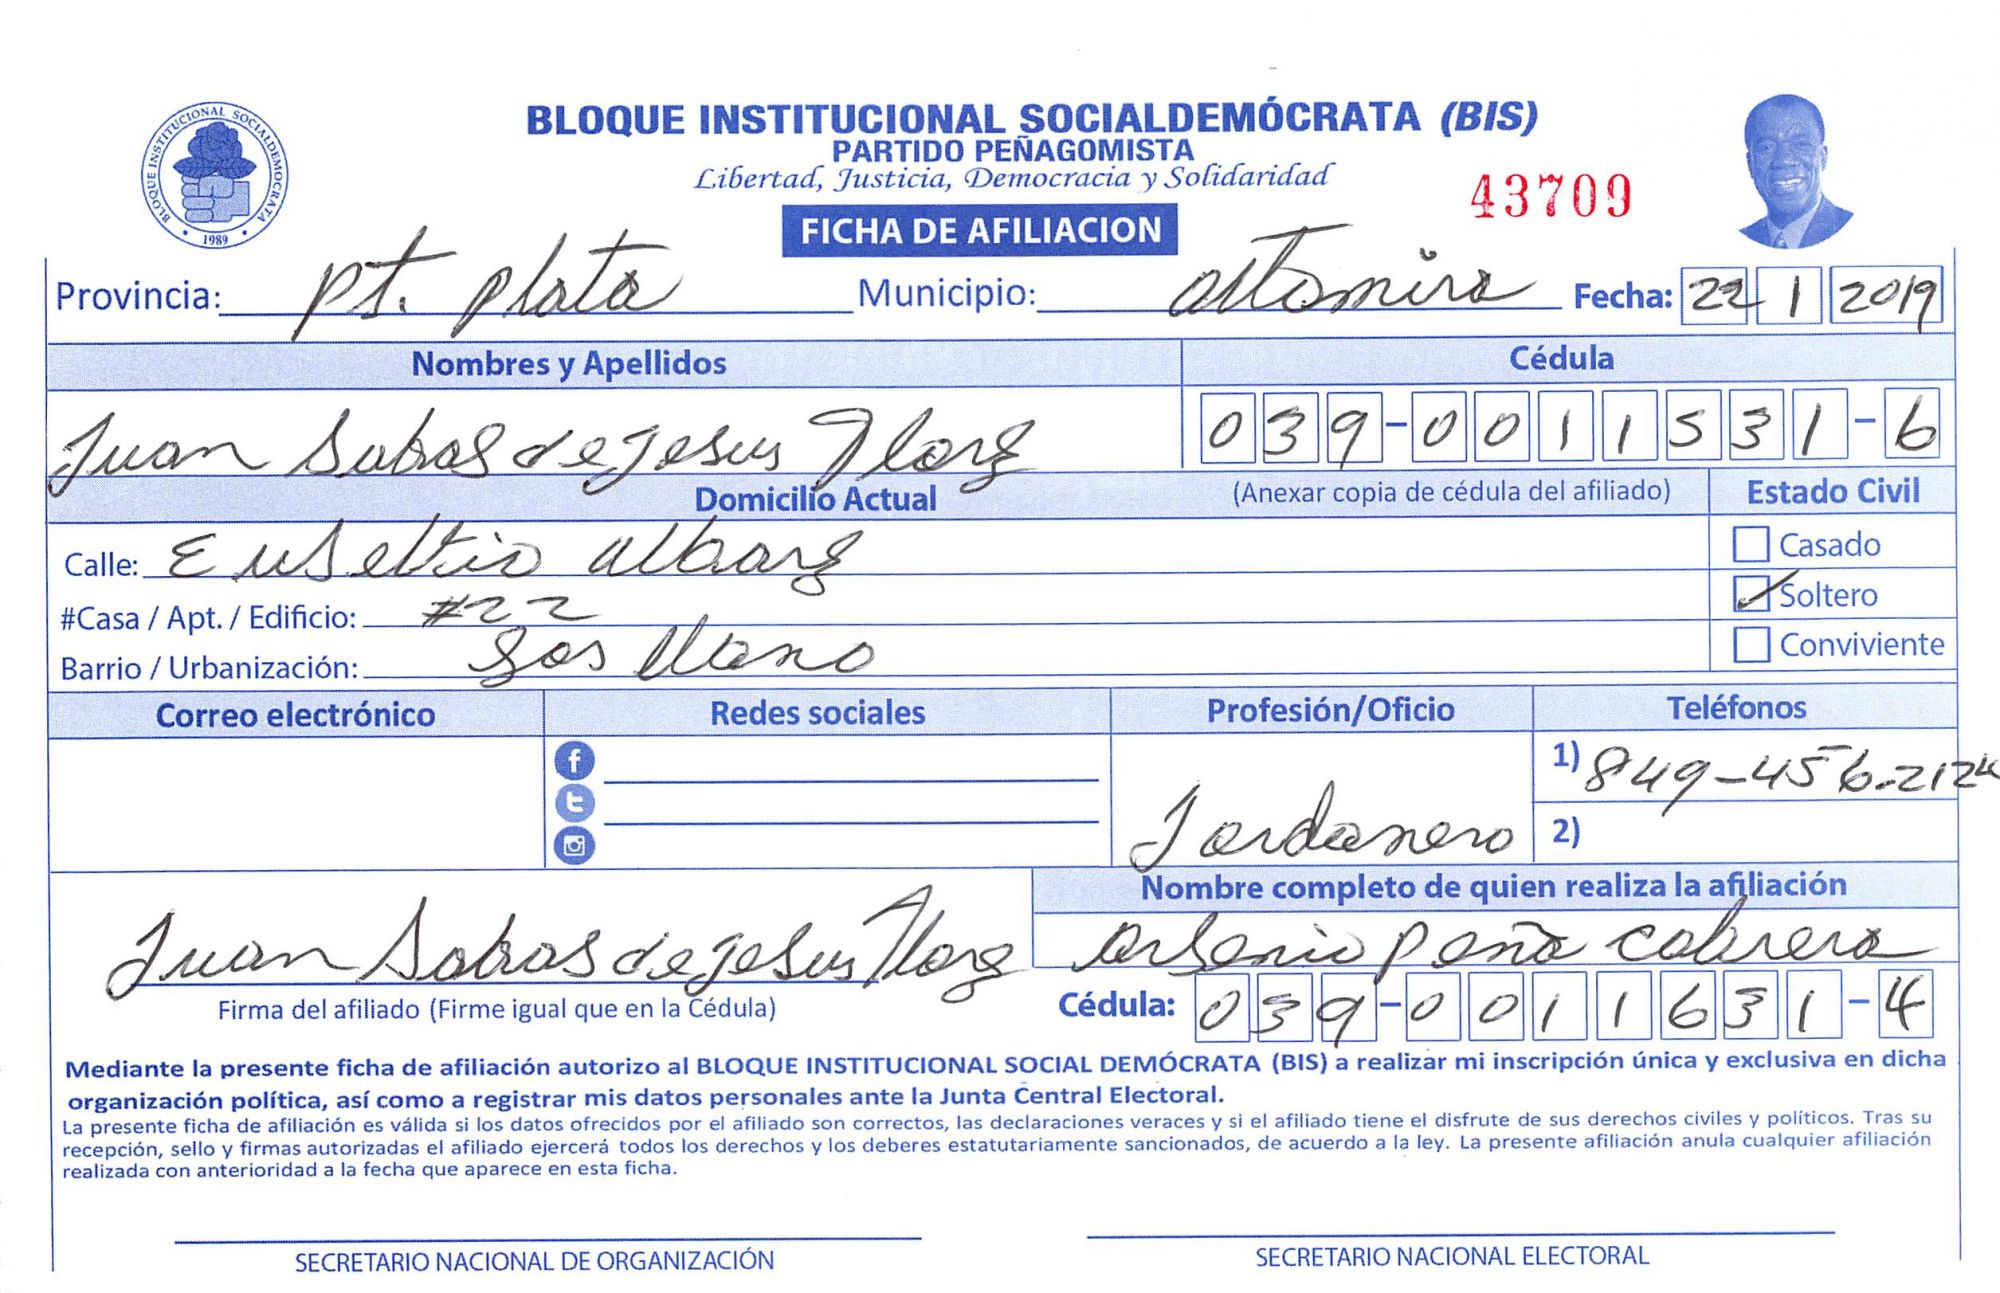 BLOQUE INSTITUCIONAL SOCIALDEMOCRATA
1989
BLOQUE INSTITUCIONAL SOCIALDEMÓCRATA (BIS)
PARTIDO PEÑAGOMISTA
Libertad, Justicia, Democracia y Solidaridad
43709
FICHA DE AFILIACION
Provincia: Pt. Plata Municipio: Altamira Fecha: 22 1 2019
Nombres y Apellidos Cédula
Juan de Jesus 039-0011531-6
Domicilio Actual (Anexar copia de cédula del afiliado) Estado Civil
Calle: Casado
#Casa / Apt. / Edificio: #22 Soltero
Barrio / Urbanización: Conviviente
Correo electrónico Redes sociales Profesión/Oficio Teléfonos
1) 849-456-2124
2)
Nombre completo de quien realiza la afiliación
Juan de Jesus Arsenio Peña Cabrera
Firma del afiliado (Firme igual que en la Cédula) Cédula: 039-0011631-4
Mediante la presente ficha de afiliación autorizo al BLOQUE INSTITUCIONAL SOCIAL DEMÓCRATA (BIS) a realizar mi inscripción única y exclusiva en dicha
organización política, así como a registrar mis datos personales ante la Junta Central Electoral.
La presente ficha de afiliación es válida si los datos ofrecidos por el afiliado son correctos, las declaraciones veraces y si el afiliado tiene el disfrute de sus derechos civiles y políticos. Tras su
recepción, sello y firmas autorizadas el afiliado ejercerá todos los derechos y los deberes estatutariamente sancionados, de acuerdo a la ley. La presente afiliación anula cualquier afiliación
realizada con anterioridad a la fecha que aparece en esta ficha.
SECRETARIO NACIONAL DE ORGANIZACIÓN SECRETARIO NACIONAL ELECTORAL